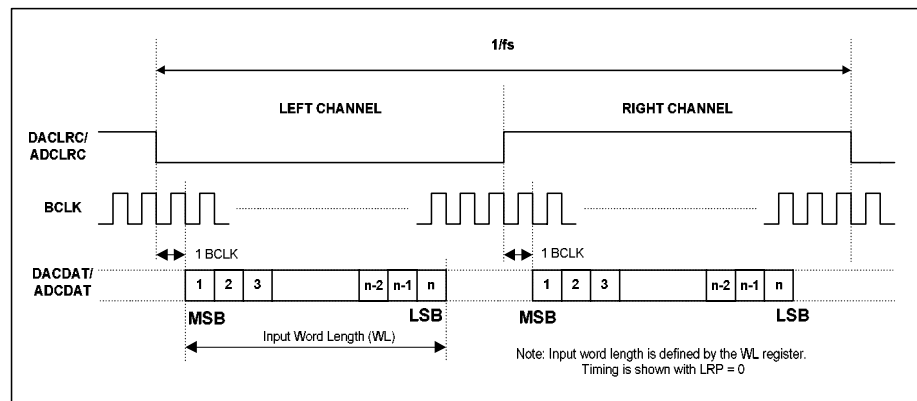 1/fs
LEFT CHANNEL
RIGHT CHANNEL
DACLRC/
ADCLRC
BCLK
1 BCLK
1 BCLK
DACDAT/
ADCDAT
1 2 3 n-2 n-1 n
1 2 3 n-2 n-1 n
MSB
LSB
MSB
LSB
Input Word Length (WL)
Note: Input word length is defined by the WL register.
Timing is shown with LRP = 0